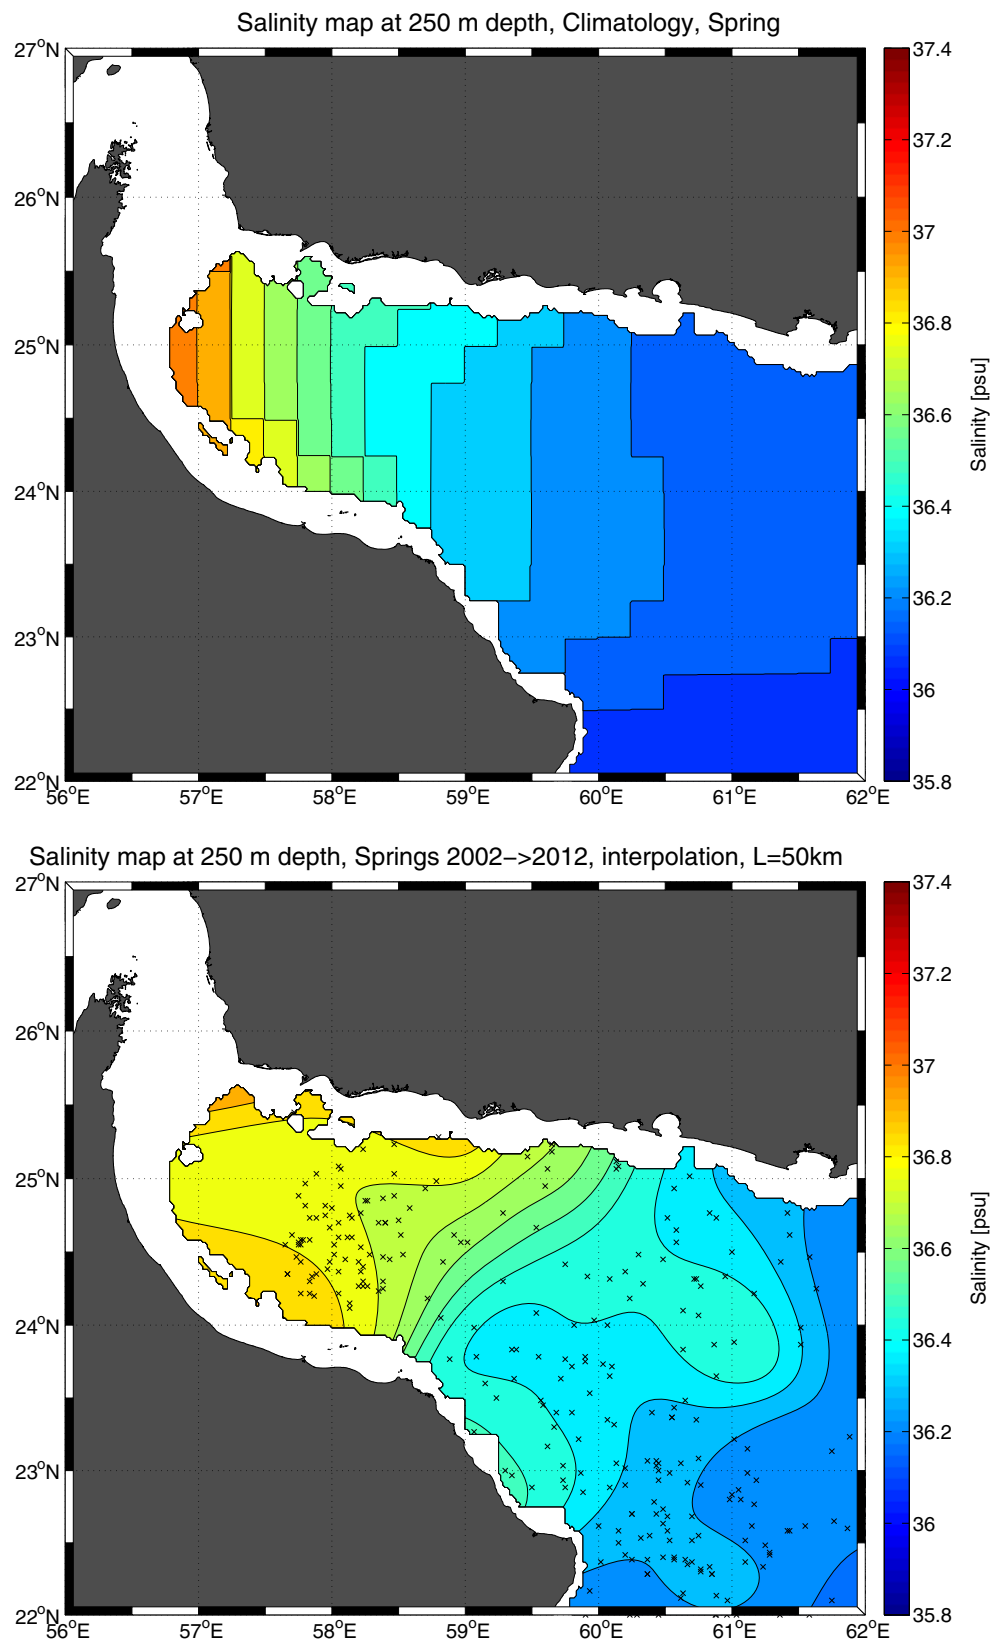 Salinity map at 250 m depth, Climatology, Spring
27°N
26°N
25°N
24°N
23°N
22°N
56°E 57°E 58°E 59°E 60°E 61°E 62°E
37.4
37.2
37
36.8
36.6
36.4
36.2
36
35.8
Salinity [psu]
Salinity map at 250 m depth, Springs 2002−>2012, interpolation, L=50km
27°N
26°N
25°N
24°N
23°N
22°N
56°E 57°E 58°E 59°E 60°E 61°E 62°E
37.4
37.2
37
36.8
36.6
36.4
36.2
36
35.8
Salinity [psu]